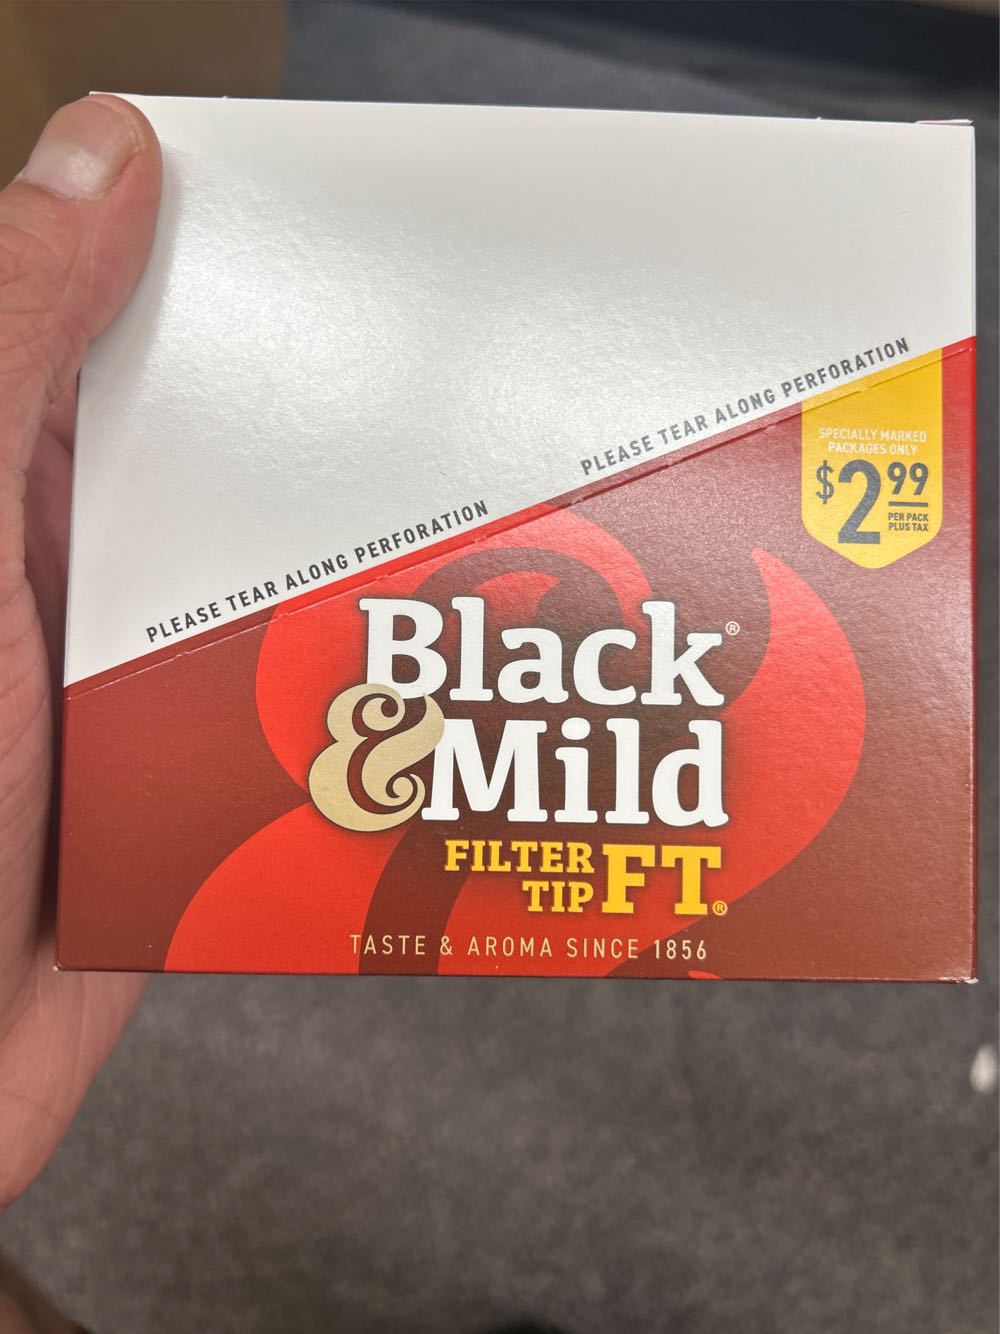 PLEASE TEAR ALONG PERFORATION
PLEASE TEAR ALONG PERFORATION
SPECIALLY MARKED
PACKAGES ONLY
$2.99
PER PACK
PLUS TAX
Black®
&Mild
FILTER
TIP FT®
TASTE & AROMA SINCE 1856